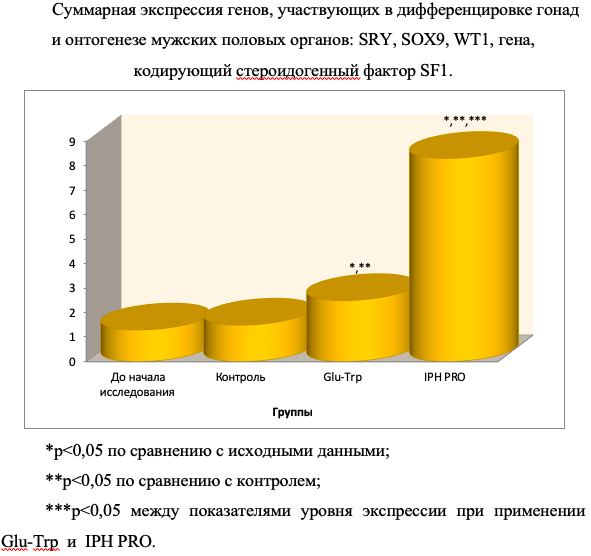 Суммарная экспрессия генов, участвующих в дифференцировке гонад
и онтогенезе мужских половых органов: SRY, SOX9, WT1, гена,
кодирующий стероидогенный фактор SF1.
*,**,***
9
8
7
6
5
4
3
2
1
0
*,**
До начала
исследования
Контроль
Glu-Trp
IPH PRO
Группы
*р<0,05 по сравнению с исходными данными;
**р<0,05 по сравнению с контролем;
***р<0,05 между показателями уровня экспрессии при применении
Glu-Trp и IPH PRO.